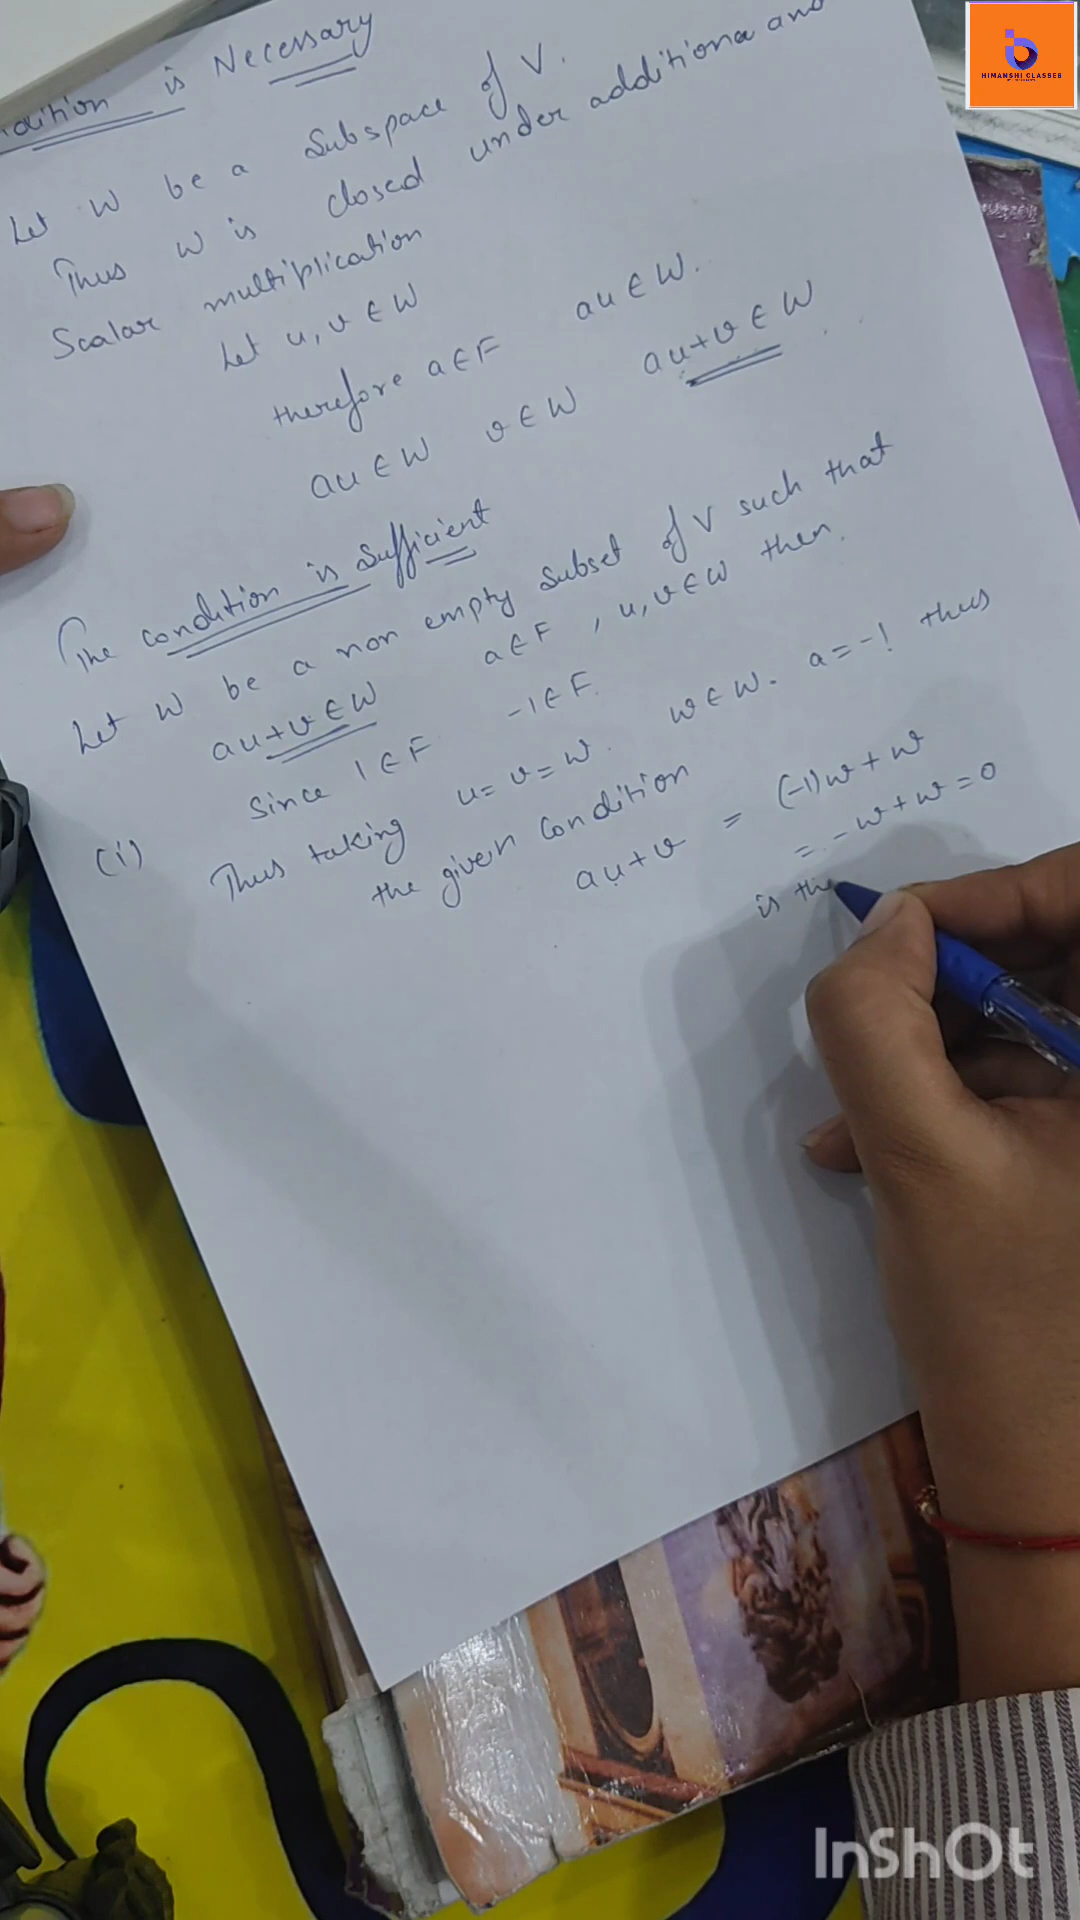 HIMANSHI CLASSES
dition is Necessary
Let W be a Subspace of V.
Thus W is closed under additiona and
Scalar multiplication
Let u, v ∈ W
therefore a ∈ F au ∈ W.
au ∈ W v ∈ W au+v ∈ W
The condition is Sufficient
Let W be a non empty subset of V such that
au+v ∈ W a ∈ F , u, v ∈ W then.
Since 1 ∈ F -1 ∈ F.
(i) Thus taking u = v = w. w ∈ W. a = -1 thus
the given condition
au + v = (-1)w + w
= -w + w = 0
is the
InShOt